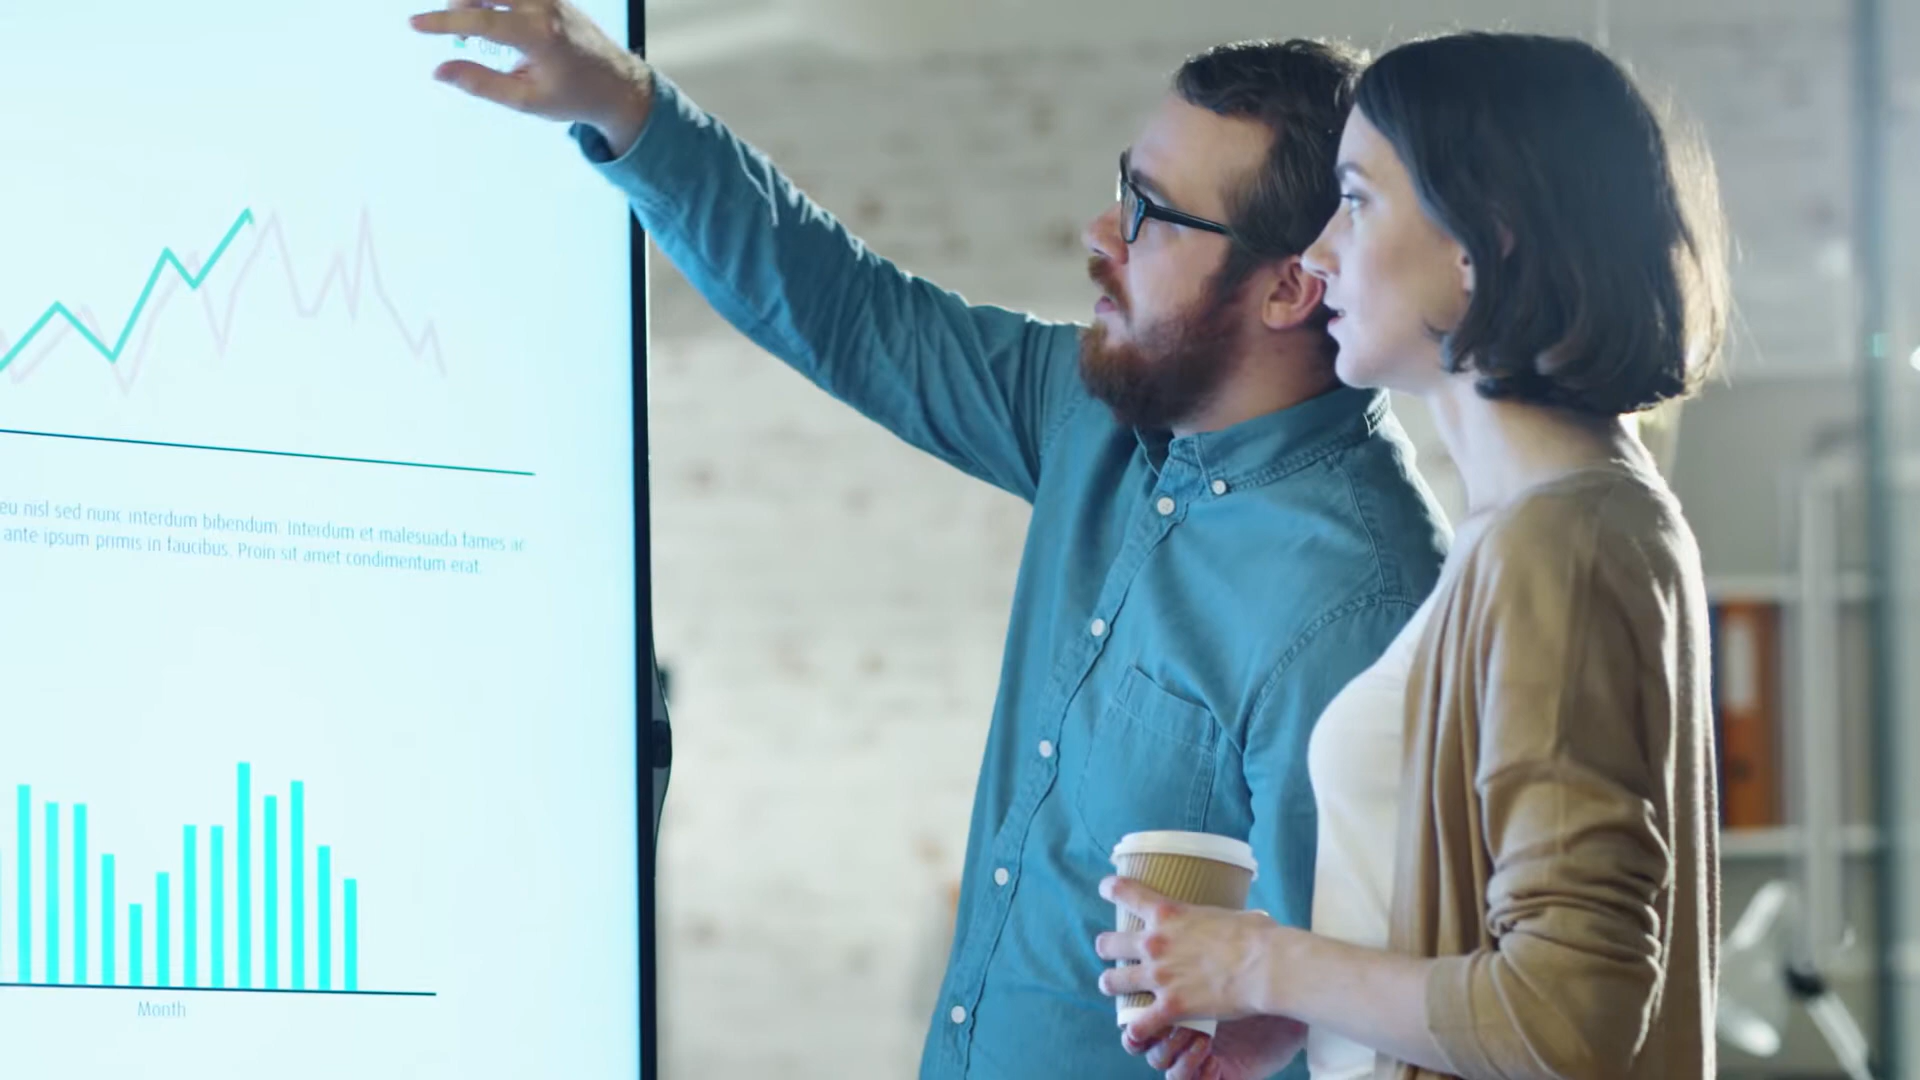 eu nisl sed nunc interdum bibendum. Interdum et malesuada fames ac
ante ipsum primis in faucibus. Proin sit amet condimentum erat.
Month